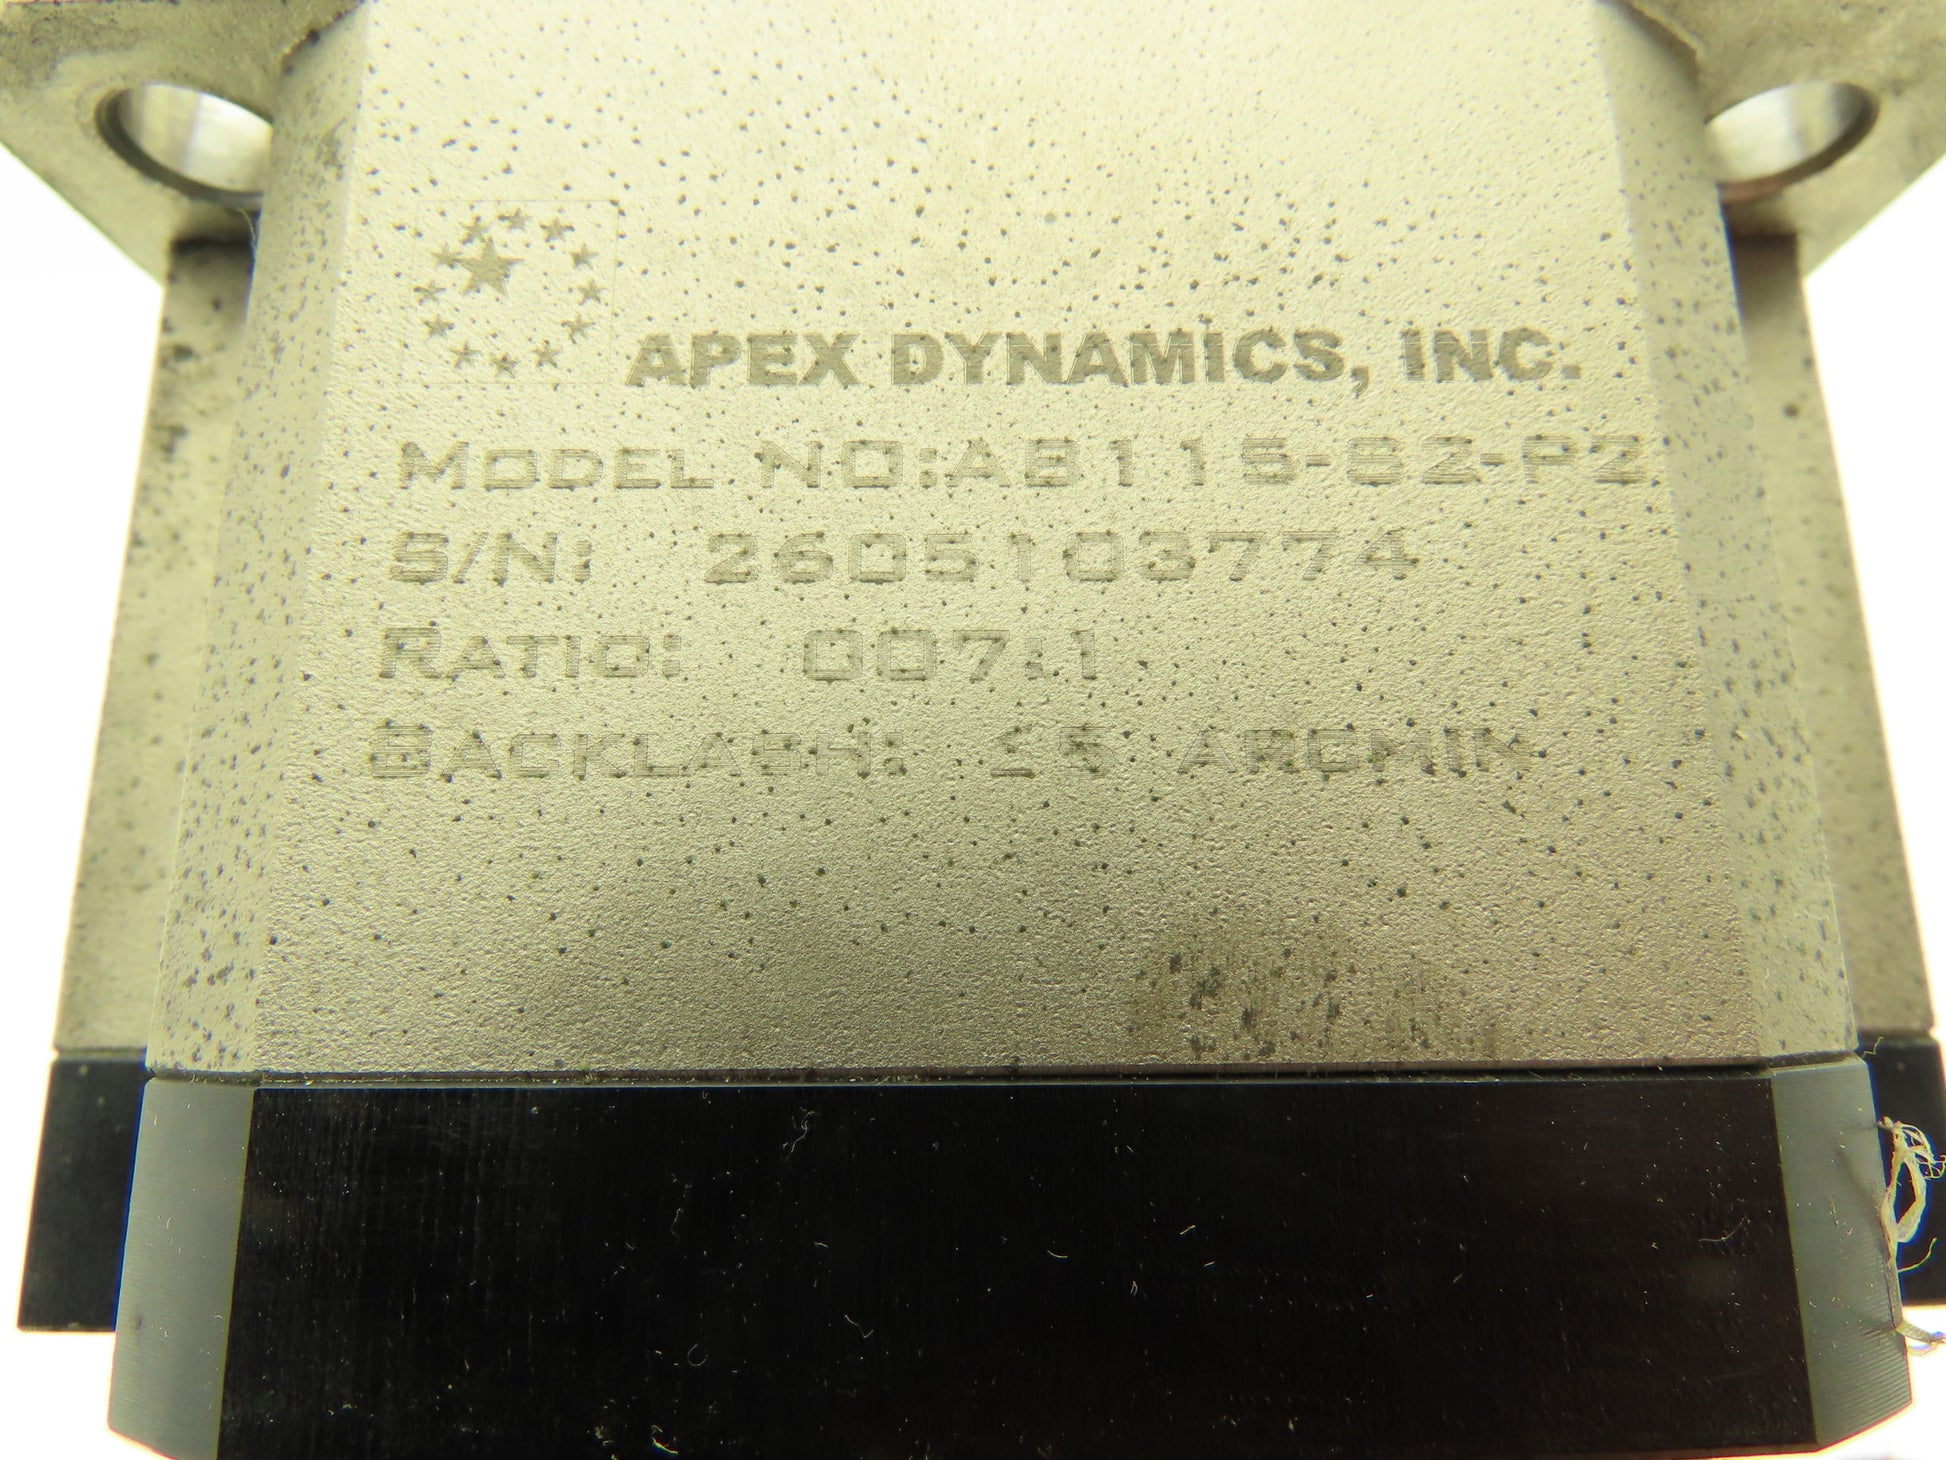 APEX DYNAMICS, INC.
MODEL NO:AB115-S2-P2
S/N: 2605103774
RATIO: 007:1
BACKLASH: ≤5 ARCMIN